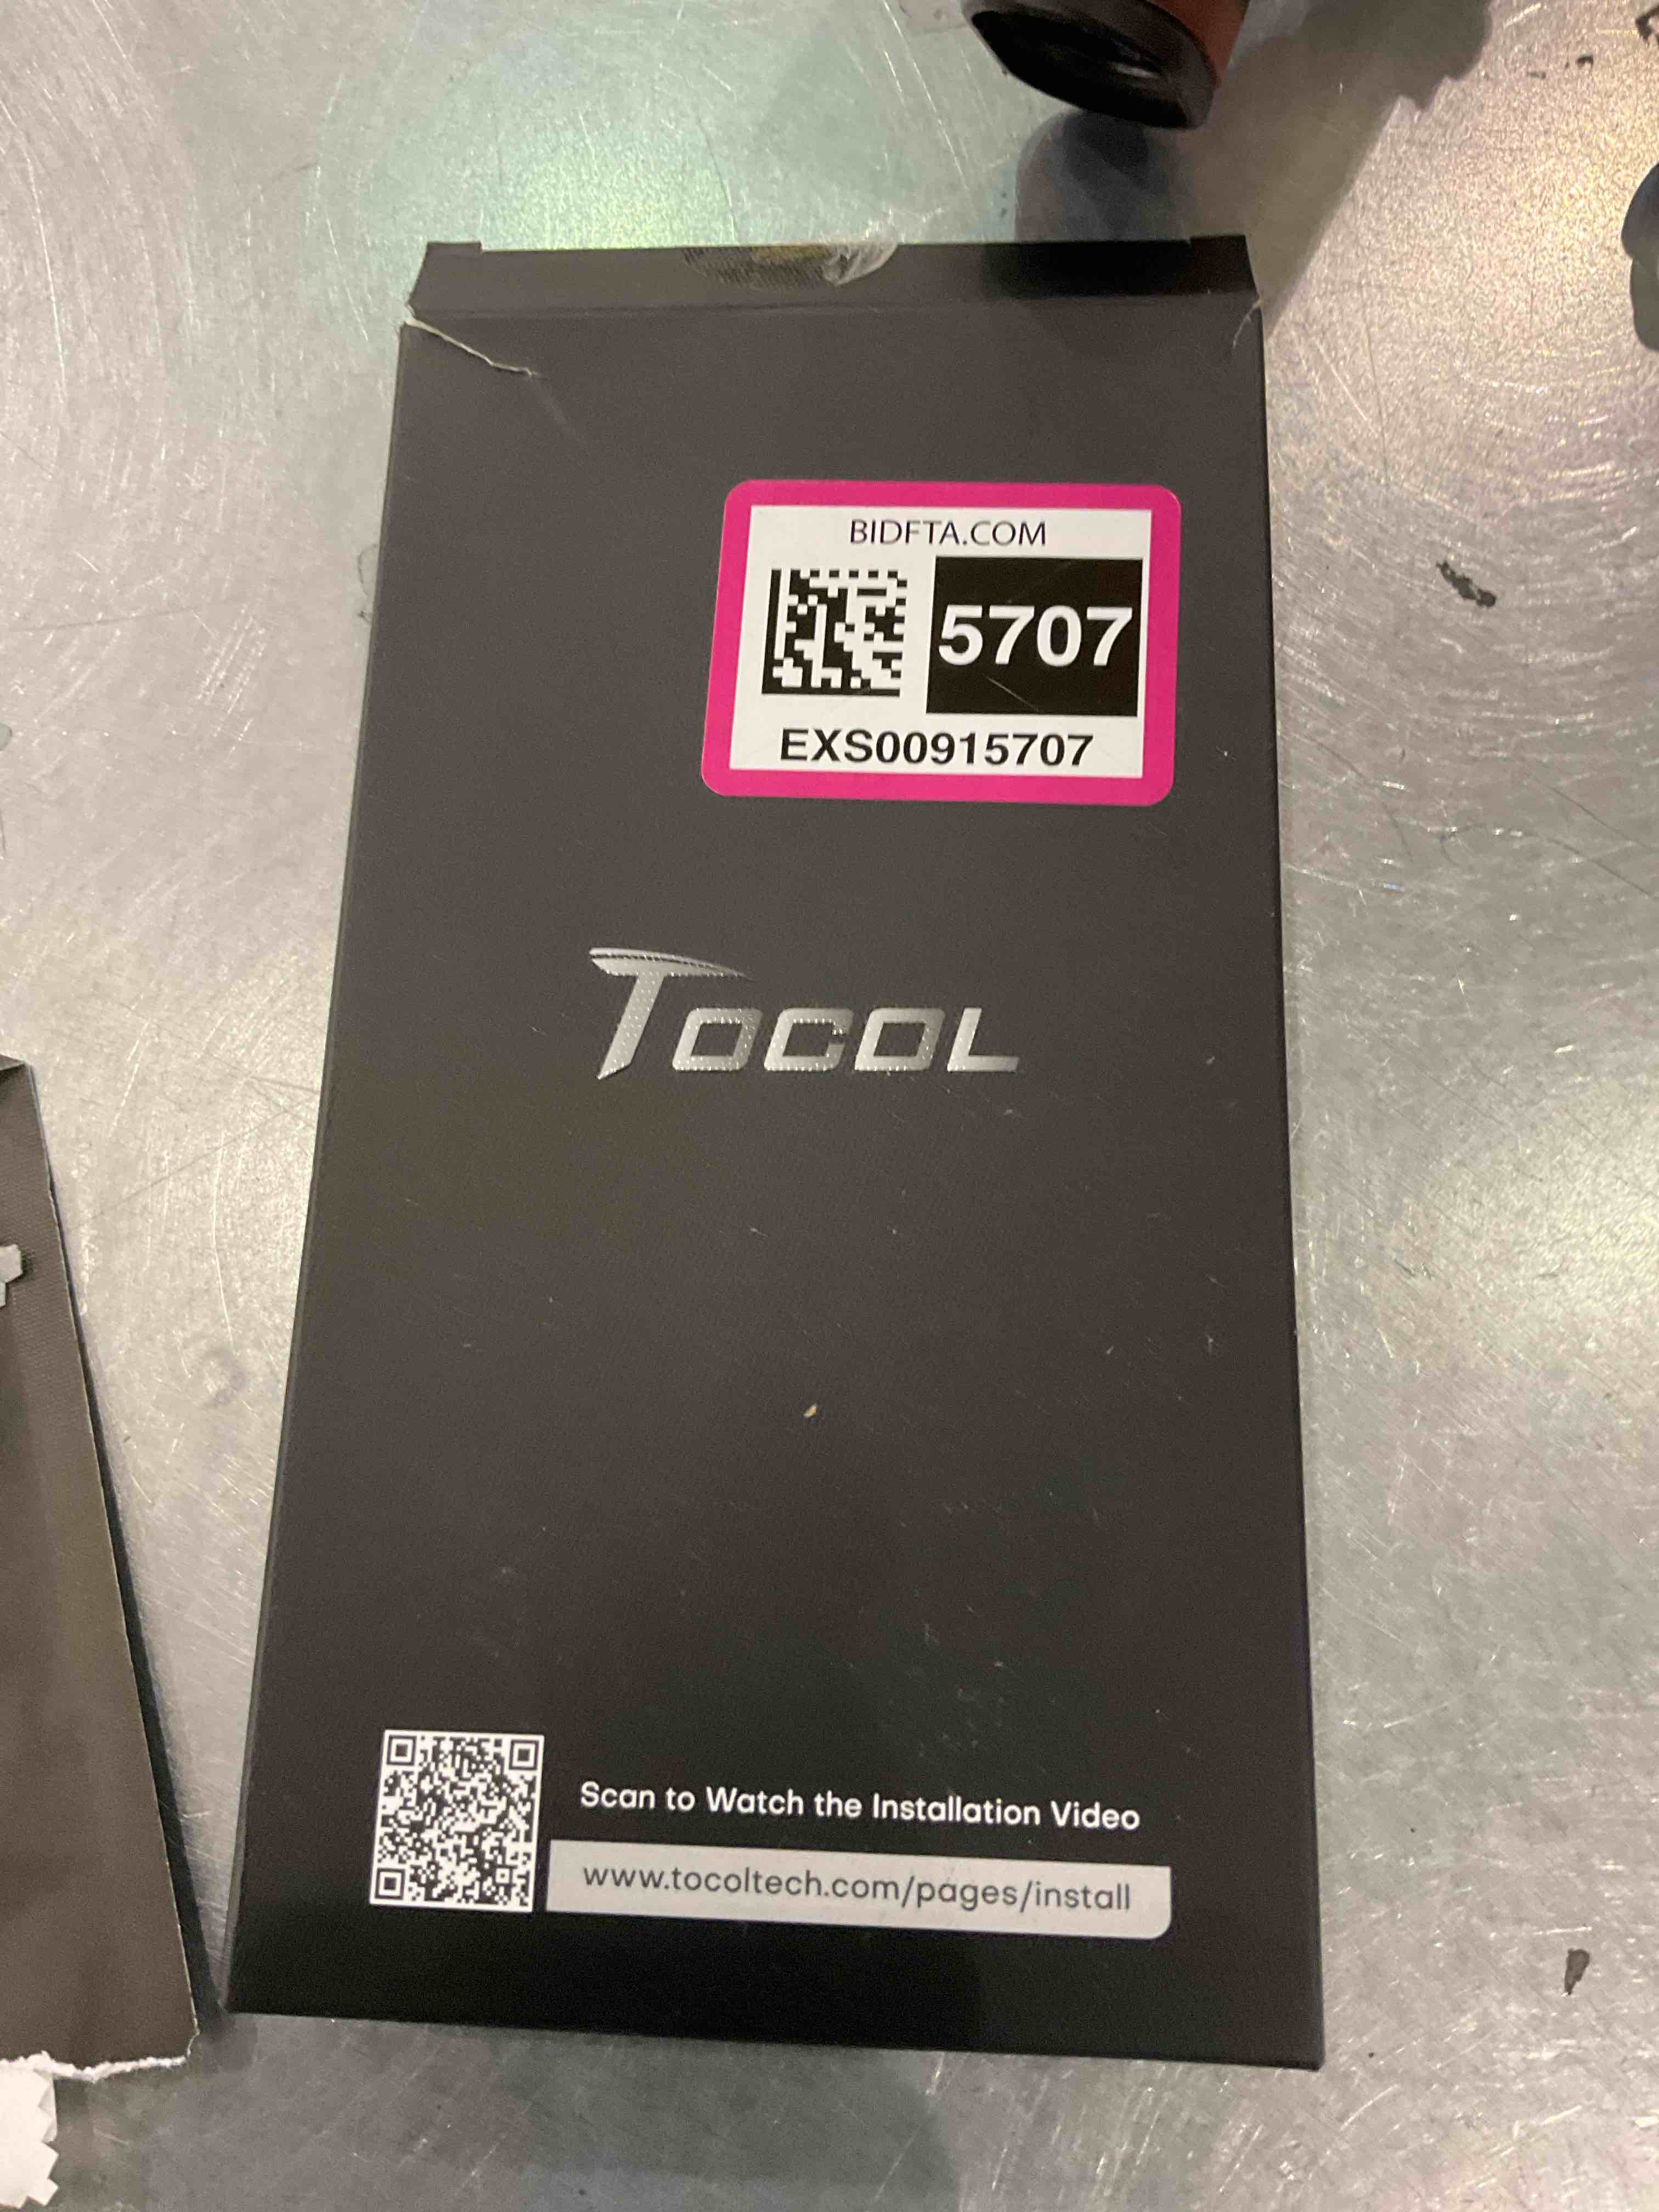 BIDFTA.COM
5707
EXS00915707
TOCOL
Scan to Watch the Installation Video
www.tocoltech.com/pages/install